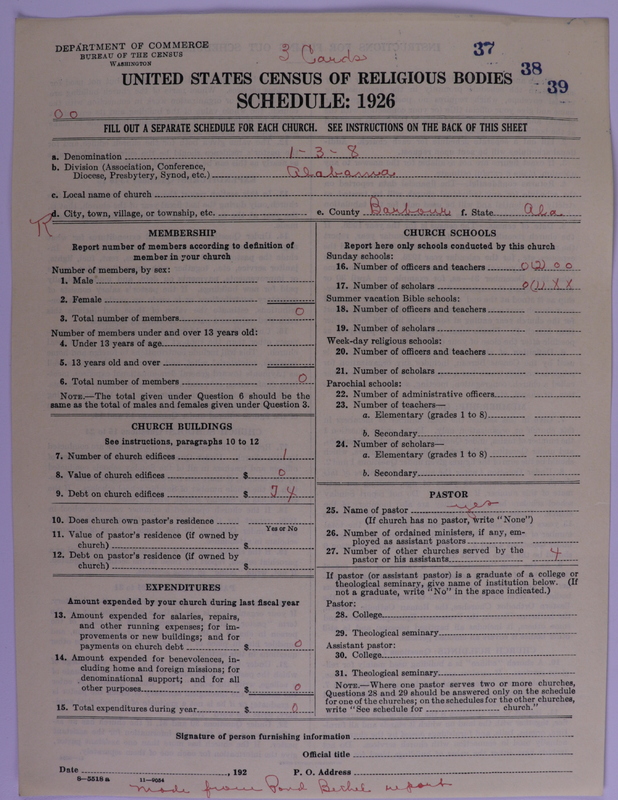 DEPARTMENT OF COMMERCE
BUREAU OF THE CENSUS
WASHINGTON
3 Cards
37
38
39
UNITED STATES CENSUS OF RELIGIOUS BODIES
SCHEDULE: 1926
0 0
FILL OUT A SEPARATE SCHEDULE FOR EACH CHURCH. SEE INSTRUCTIONS ON THE BACK OF THIS SHEET
a. Denomination 1-3-8
b. Division (Association, Conference,
Diocese, Presbytery, Synod, etc.) Alabama
c. Local name of church
R
d. City, town, village, or township, etc. e. County Barbour f. State Ala
MEMBERSHIP
Report number of members according to definition of
member in your church
Number of members, by sex:
1. Male
2. Female
3. Total number of members 0
Number of members under and over 13 years old:
4. Under 13 years of age
5. 13 years old and over
6. Total number of members 0
NOTE.—The total given under Question 6 should be the
same as the total of males and females given under Question 3.
CHURCH BUILDINGS
See instructions, paragraphs 10 to 12
7. Number of church edifices 1
8. Value of church edifices $ 0
9. Debt on church edifices $
10. Does church own pastor's residence
Yes or No
11. Value of pastor's residence (if owned by
church) $
12. Debt on pastor's residence (if owned by
church) $
EXPENDITURES
Amount expended by your church during last fiscal year
13. Amount expended for salaries, repairs,
and other running expenses; for im-
provements or new buildings; and for
payments on church debt $ 0
14. Amount expended for benevolences, in-
cluding home and foreign missions; for
denominational support; and for all
other purposes $ 0
15. Total expenditures during year $ 0
CHURCH SCHOOLS
Report here only schools conducted by this church
Sunday schools:
16. Number of officers and teachers 0(2) 0 0
17. Number of scholars 0(1) X X
Summer vacation Bible schools:
18. Number of officers and teachers
19. Number of scholars
Week-day religious schools:
20. Number of officers and teachers
21. Number of scholars
Parochial schools:
22. Number of administrative officers
23. Number of teachers—
a. Elementary (grades 1 to 8)
b. Secondary
24. Number of scholars—
a. Elementary (grades 1 to 8)
b. Secondary
PASTOR
25. Name of pastor yes
(If church has no pastor, write "None")
26. Number of ordained ministers, if any, em-
ployed as assistant pastors
27. Number of other churches served by the
pastor or his assistants 4
If pastor (or assistant pastor) is a graduate of a college or
theological seminary, give name of institution below. (If
not a graduate, write "No" in the space indicated.)
Pastor:
28. College
29. Theological seminary
Assistant pastor:
30. College
31. Theological seminary
NOTE.—Where one pastor serves two or more churches,
Questions 28 and 29 should be answered only on the schedule
for one of the churches; on the schedules for the other churches,
write "See schedule for church."
Signature of person furnishing information
Official title
Date , 192 P. O. Address
8-5518a 11-9054
made from Pond Bethel report